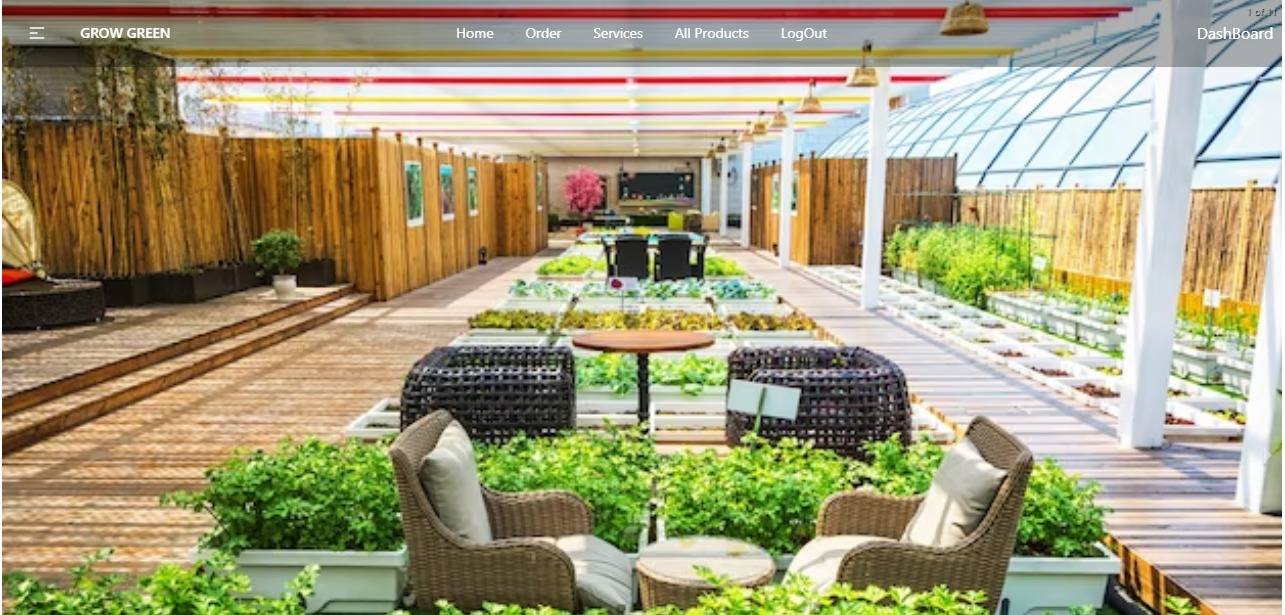 1 of 11
GROW GREEN
Home
Order
Services
All Products
LogOut
DashBoard